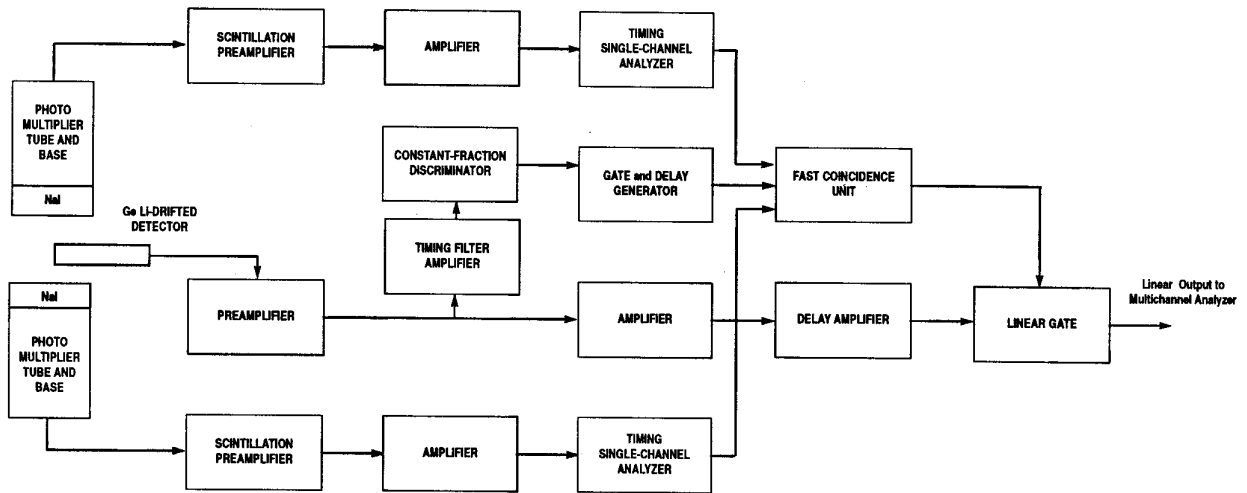 SCINTILLATION
PREAMPLIFIER
AMPLIFIER
TIMING
SINGLE-CHANNEL
ANALYZER
PHOTO
MULTIPLIER
TUBE AND
BASE
NaI
CONSTANT-FRACTION
DISCRIMINATOR
GATE and DELAY
GENERATOR
FAST COINCIDENCE
UNIT
Ge LI-DRIFTED
DETECTOR
TIMING FILTER
AMPLIFIER
NaI
PHOTO
MULTIPLIER
TUBE AND
BASE
PREAMPLIFIER
AMPLIFIER
DELAY AMPLIFIER
LINEAR GATE
Linear Output to
Multichannel Analyzer
SCINTILLATION
PREAMPLIFIER
AMPLIFIER
TIMING
SINGLE-CHANNEL
ANALYZER